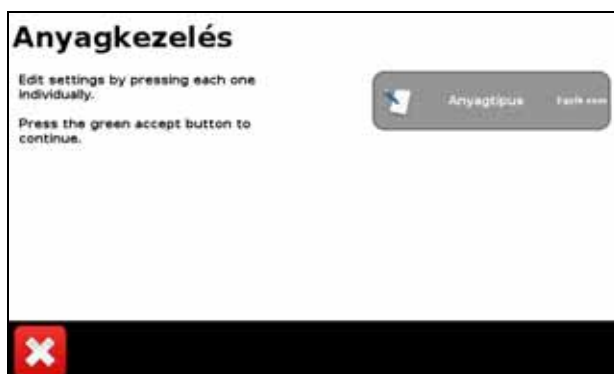 Anyagkezelés
Edit settings by pressing each one
individually.
Press the green accept button to
continue.
Anyagtípus